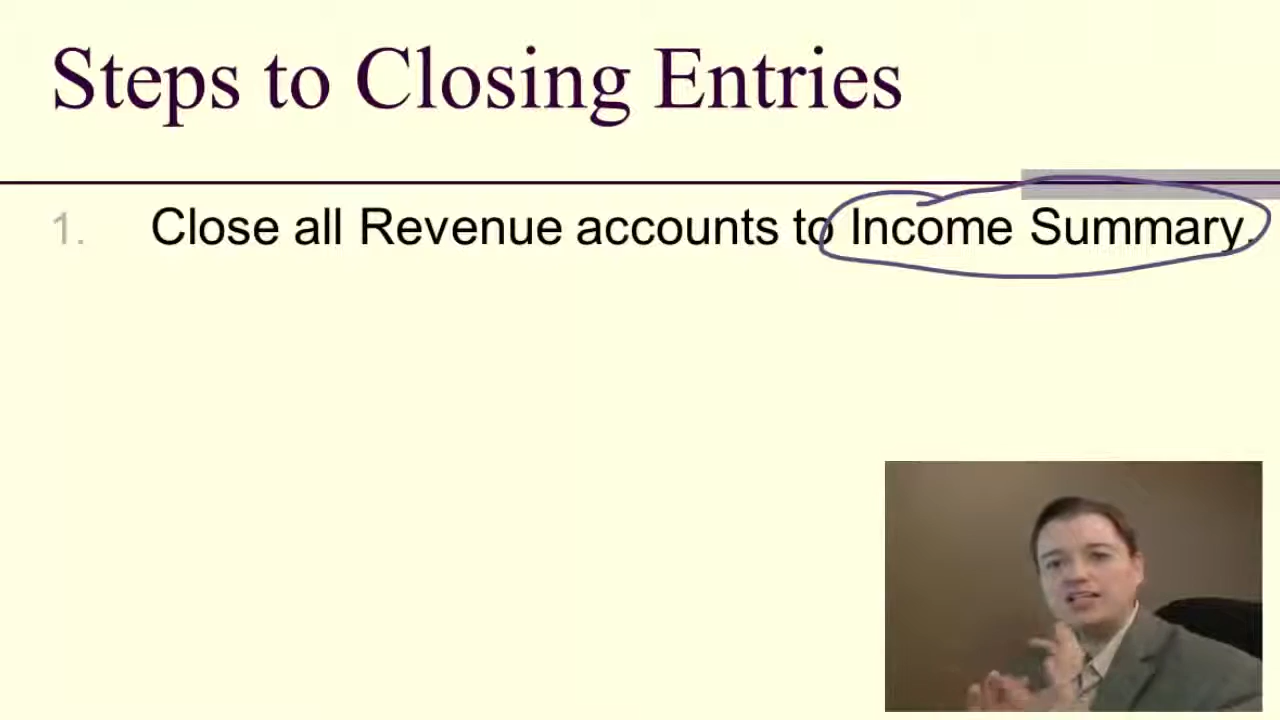 Steps to Closing Entries
1. Close all Revenue accounts to Income Summary.